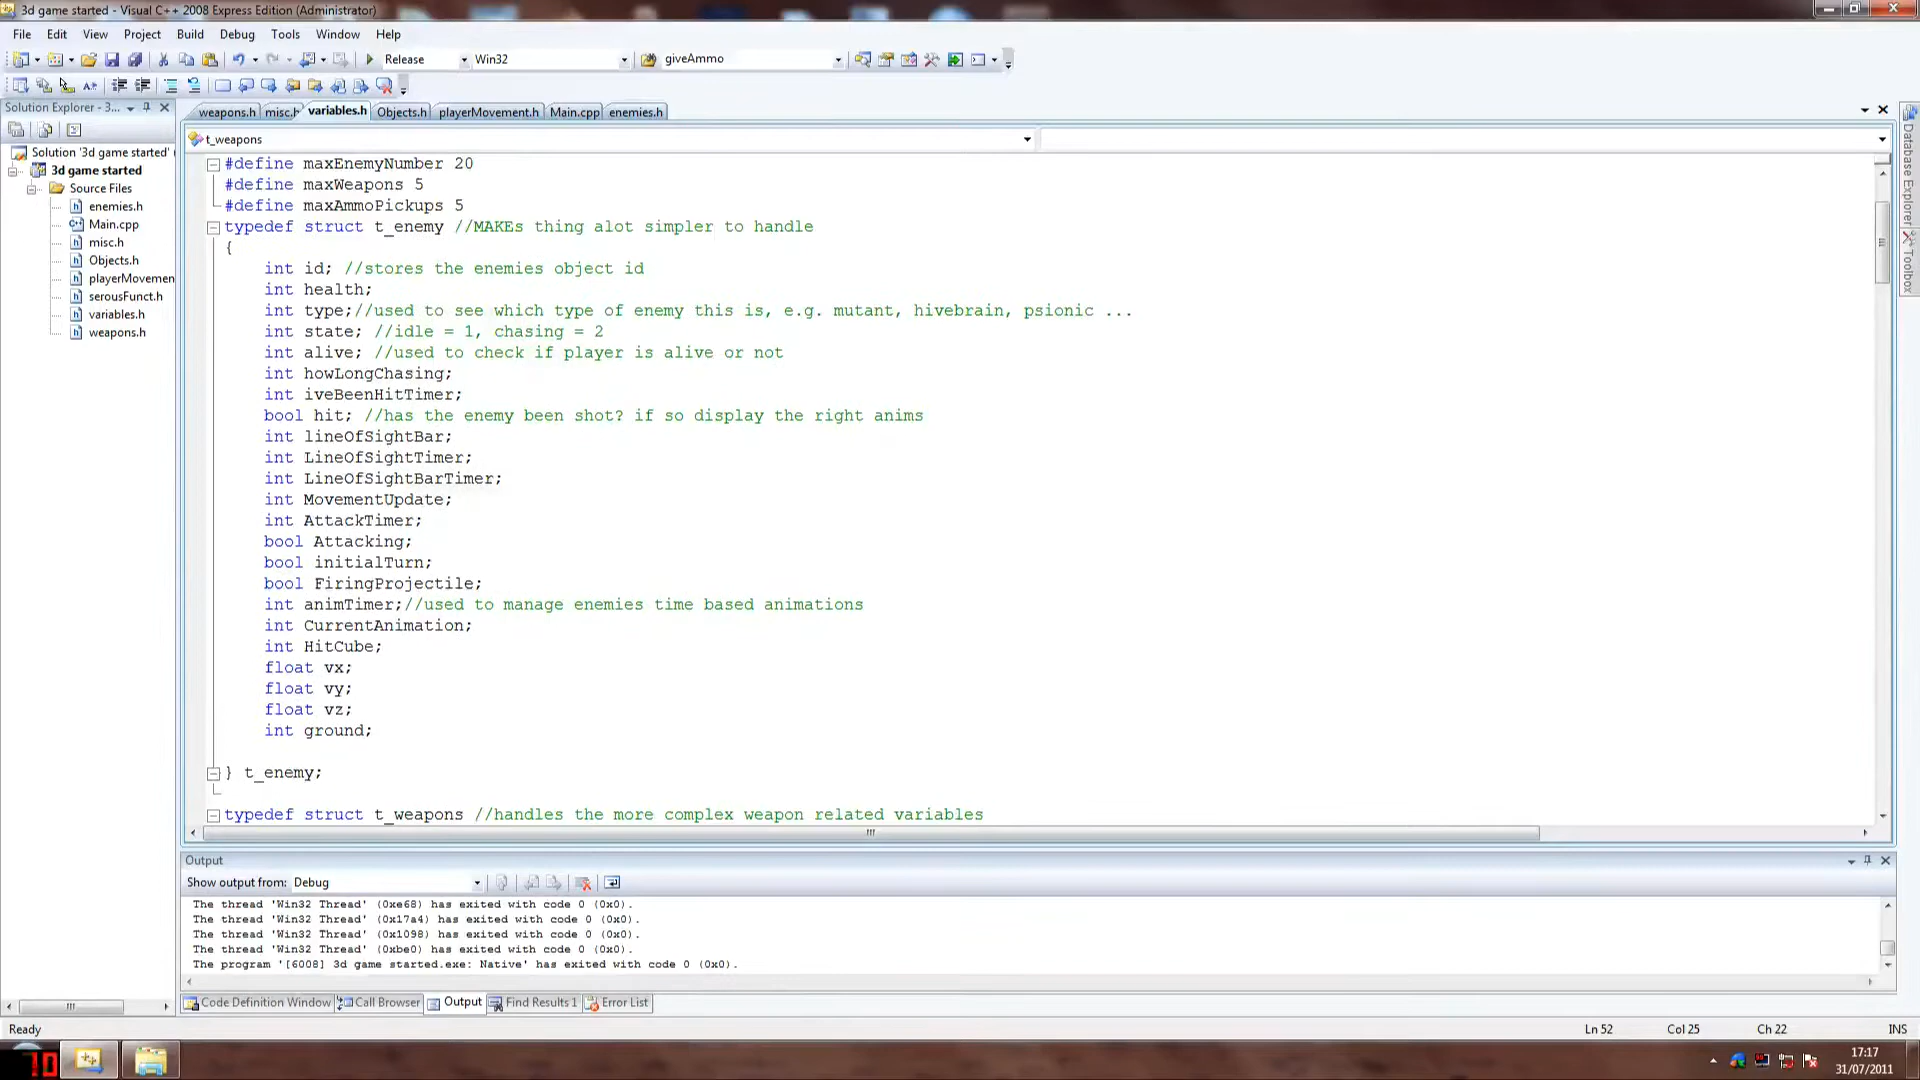 3d game started - Visual C++ 2008 Express Edition (Administrator)
File Edit View Project Build Debug Tools Window Help
Release Win32 giveAmmo
Solution Explorer - 3...
weapons.h misc.h variables.h Objects.h playerMovement.h Main.cpp enemies.h
t_weapons
Solution '3d game started'
3d game started
Source Files
enemies.h
Main.cpp
misc.h
Objects.h
playerMovemen
serousFunct.h
variables.h
weapons.h
#define maxEnemyNumber 20
#define maxWeapons 5
#define maxAmmoPickups 5
typedef struct t_enemy //MAKEs thing alot simpler to handle
{
int id; //stores the enemies object id
int health;
int type;//used to see which type of enemy this is, e.g. mutant, hivebrain, psionic ...
int state; //idle = 1, chasing = 2
int alive; //used to check if player is alive or not
int howLongChasing;
int iveBeenHitTimer;
bool hit; //has the enemy been shot? if so display the right anims
int lineOfSightBar;
int LineOfSightTimer;
int LineOfSightBarTimer;
int MovementUpdate;
int AttackTimer;
bool Attacking;
bool initialTurn;
bool FiringProjectile;
int animTimer;//used to manage enemies time based animations
int CurrentAnimation;
int HitCube;
float vx;
float vy;
float vz;
int ground;
} t_enemy;
typedef struct t_weapons //handles the more complex weapon related variables
Database Explorer
Toolbox
Output
Show output from: Debug
The thread 'Win32 Thread' (0xe68) has exited with code 0 (0x0).
The thread 'Win32 Thread' (0x17a4) has exited with code 0 (0x0).
The thread 'Win32 Thread' (0x1098) has exited with code 0 (0x0).
The thread 'Win32 Thread' (0xbe0) has exited with code 0 (0x0).
The program '[6008] 3d game started.exe: Native' has exited with code 0 (0x0).
Code Definition Window Call Browser Output Find Results 1 Error List
Ready Ln 52 Col 25 Ch 22 INS
17:17
31/07/2011